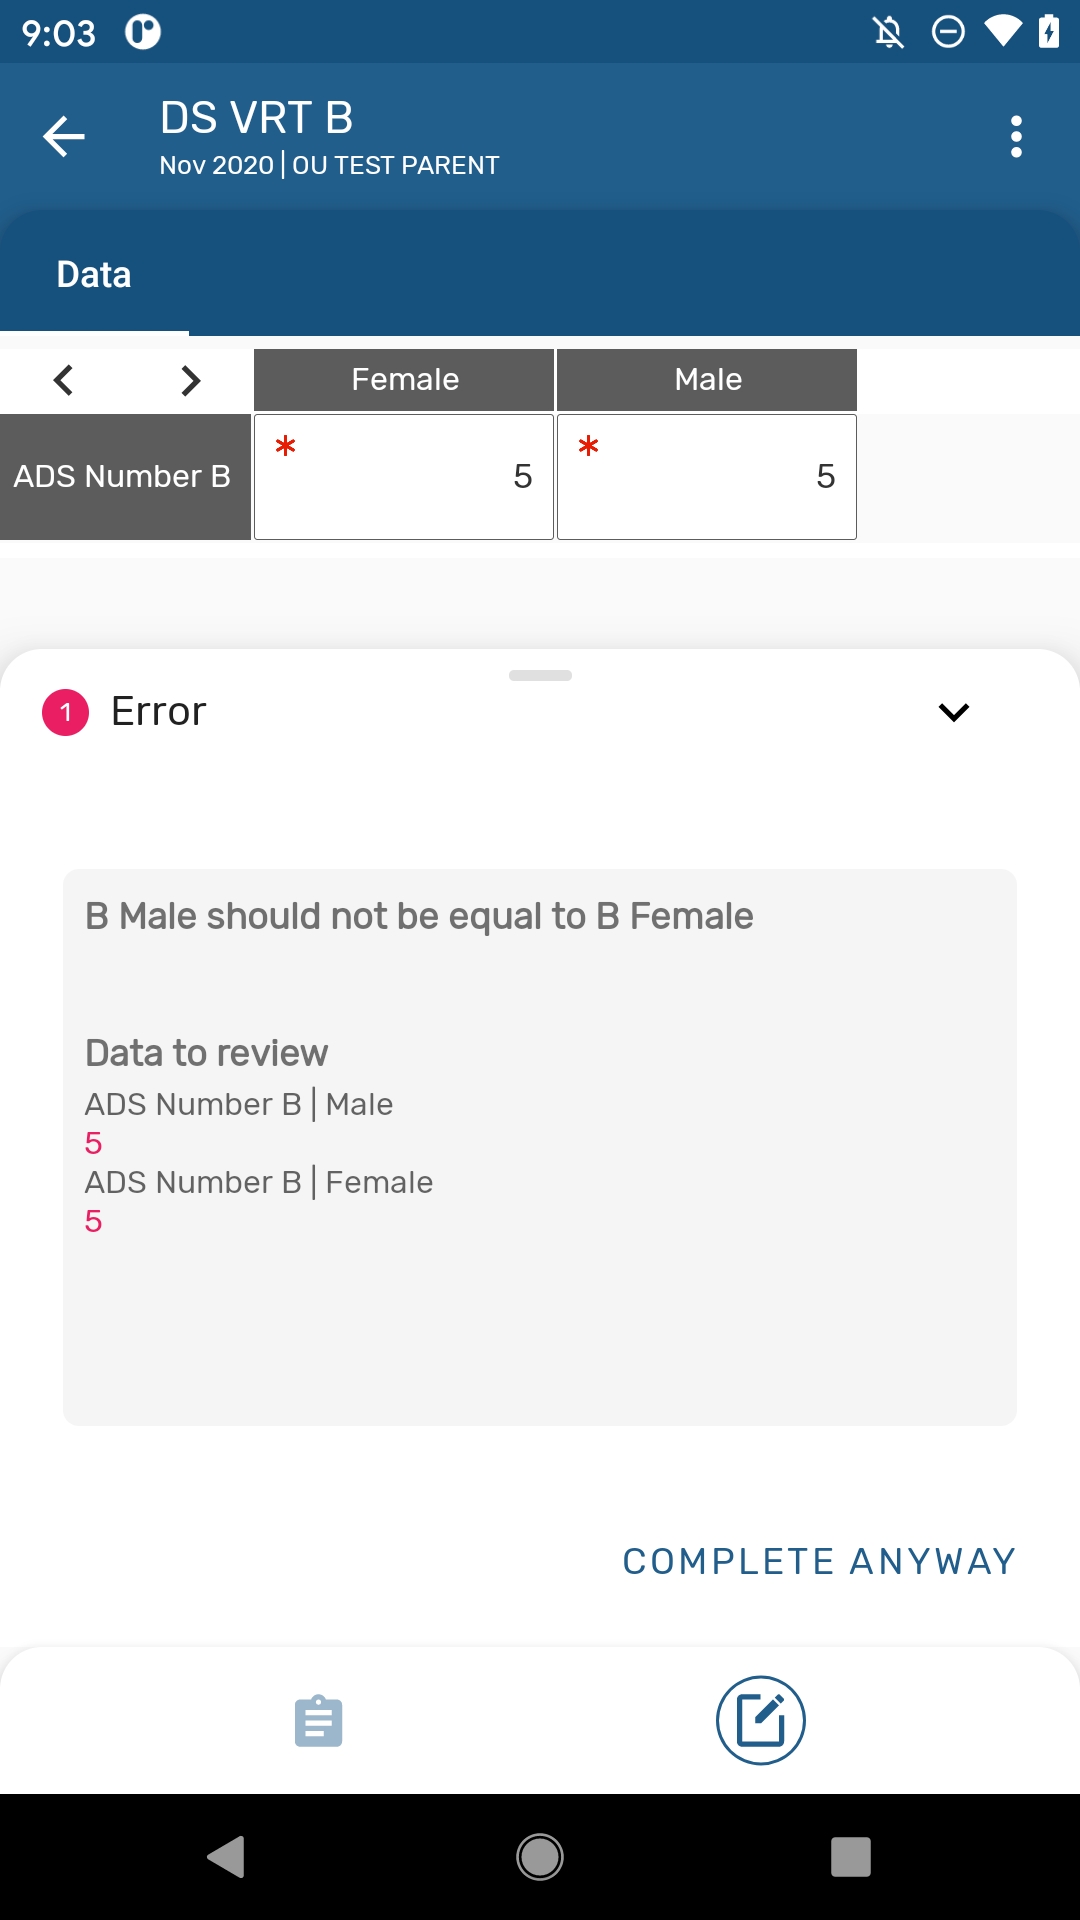 9:03
DS VRT B
Nov 2020 | OU TEST PARENT
Data
Female Male
ADS Number B * 5 * 5
1 Error
B Male should not be equal to B Female
Data to review
ADS Number B | Male
5
ADS Number B | Female
5
COMPLETE ANYWAY